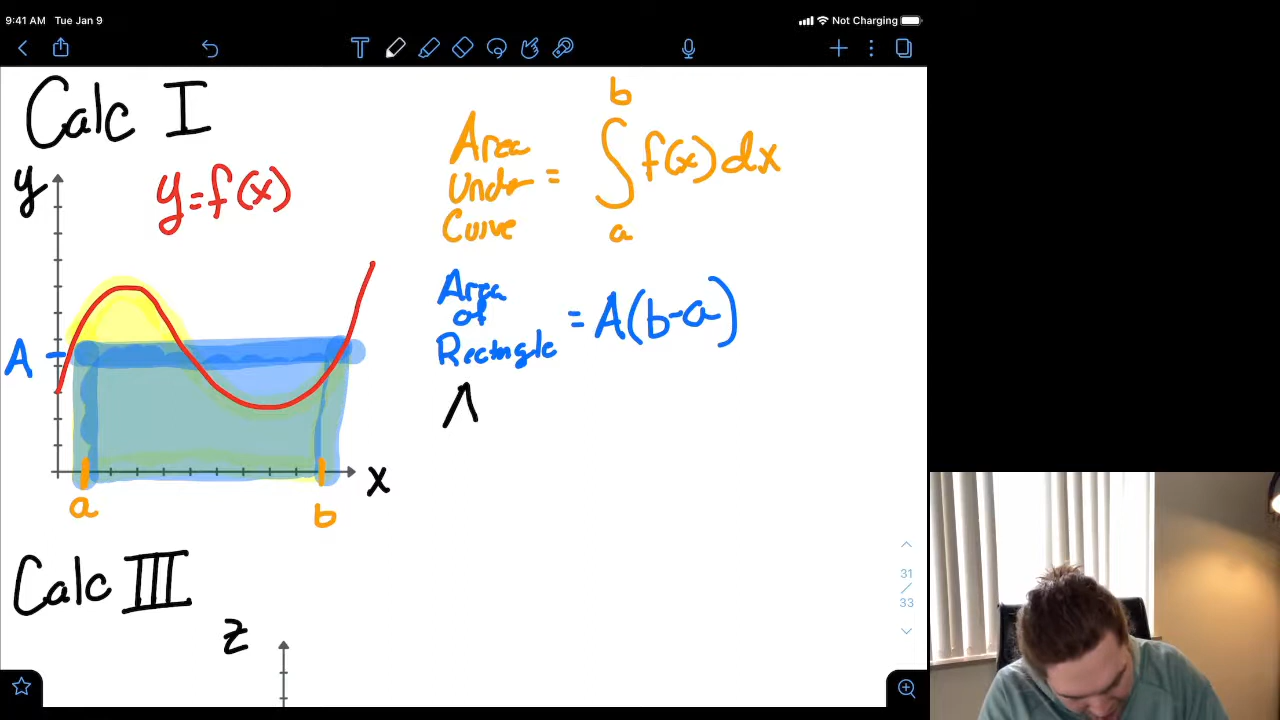 9:41 AM Tue Jan 9
Not Charging
Calc I
y
y=f(x)
A
a
b
x
Area
Under
Curve
=
b
∫ f(x) dx
a
Area
of
Rectangle
= A(b-a)
Calc III
z
31
/
33